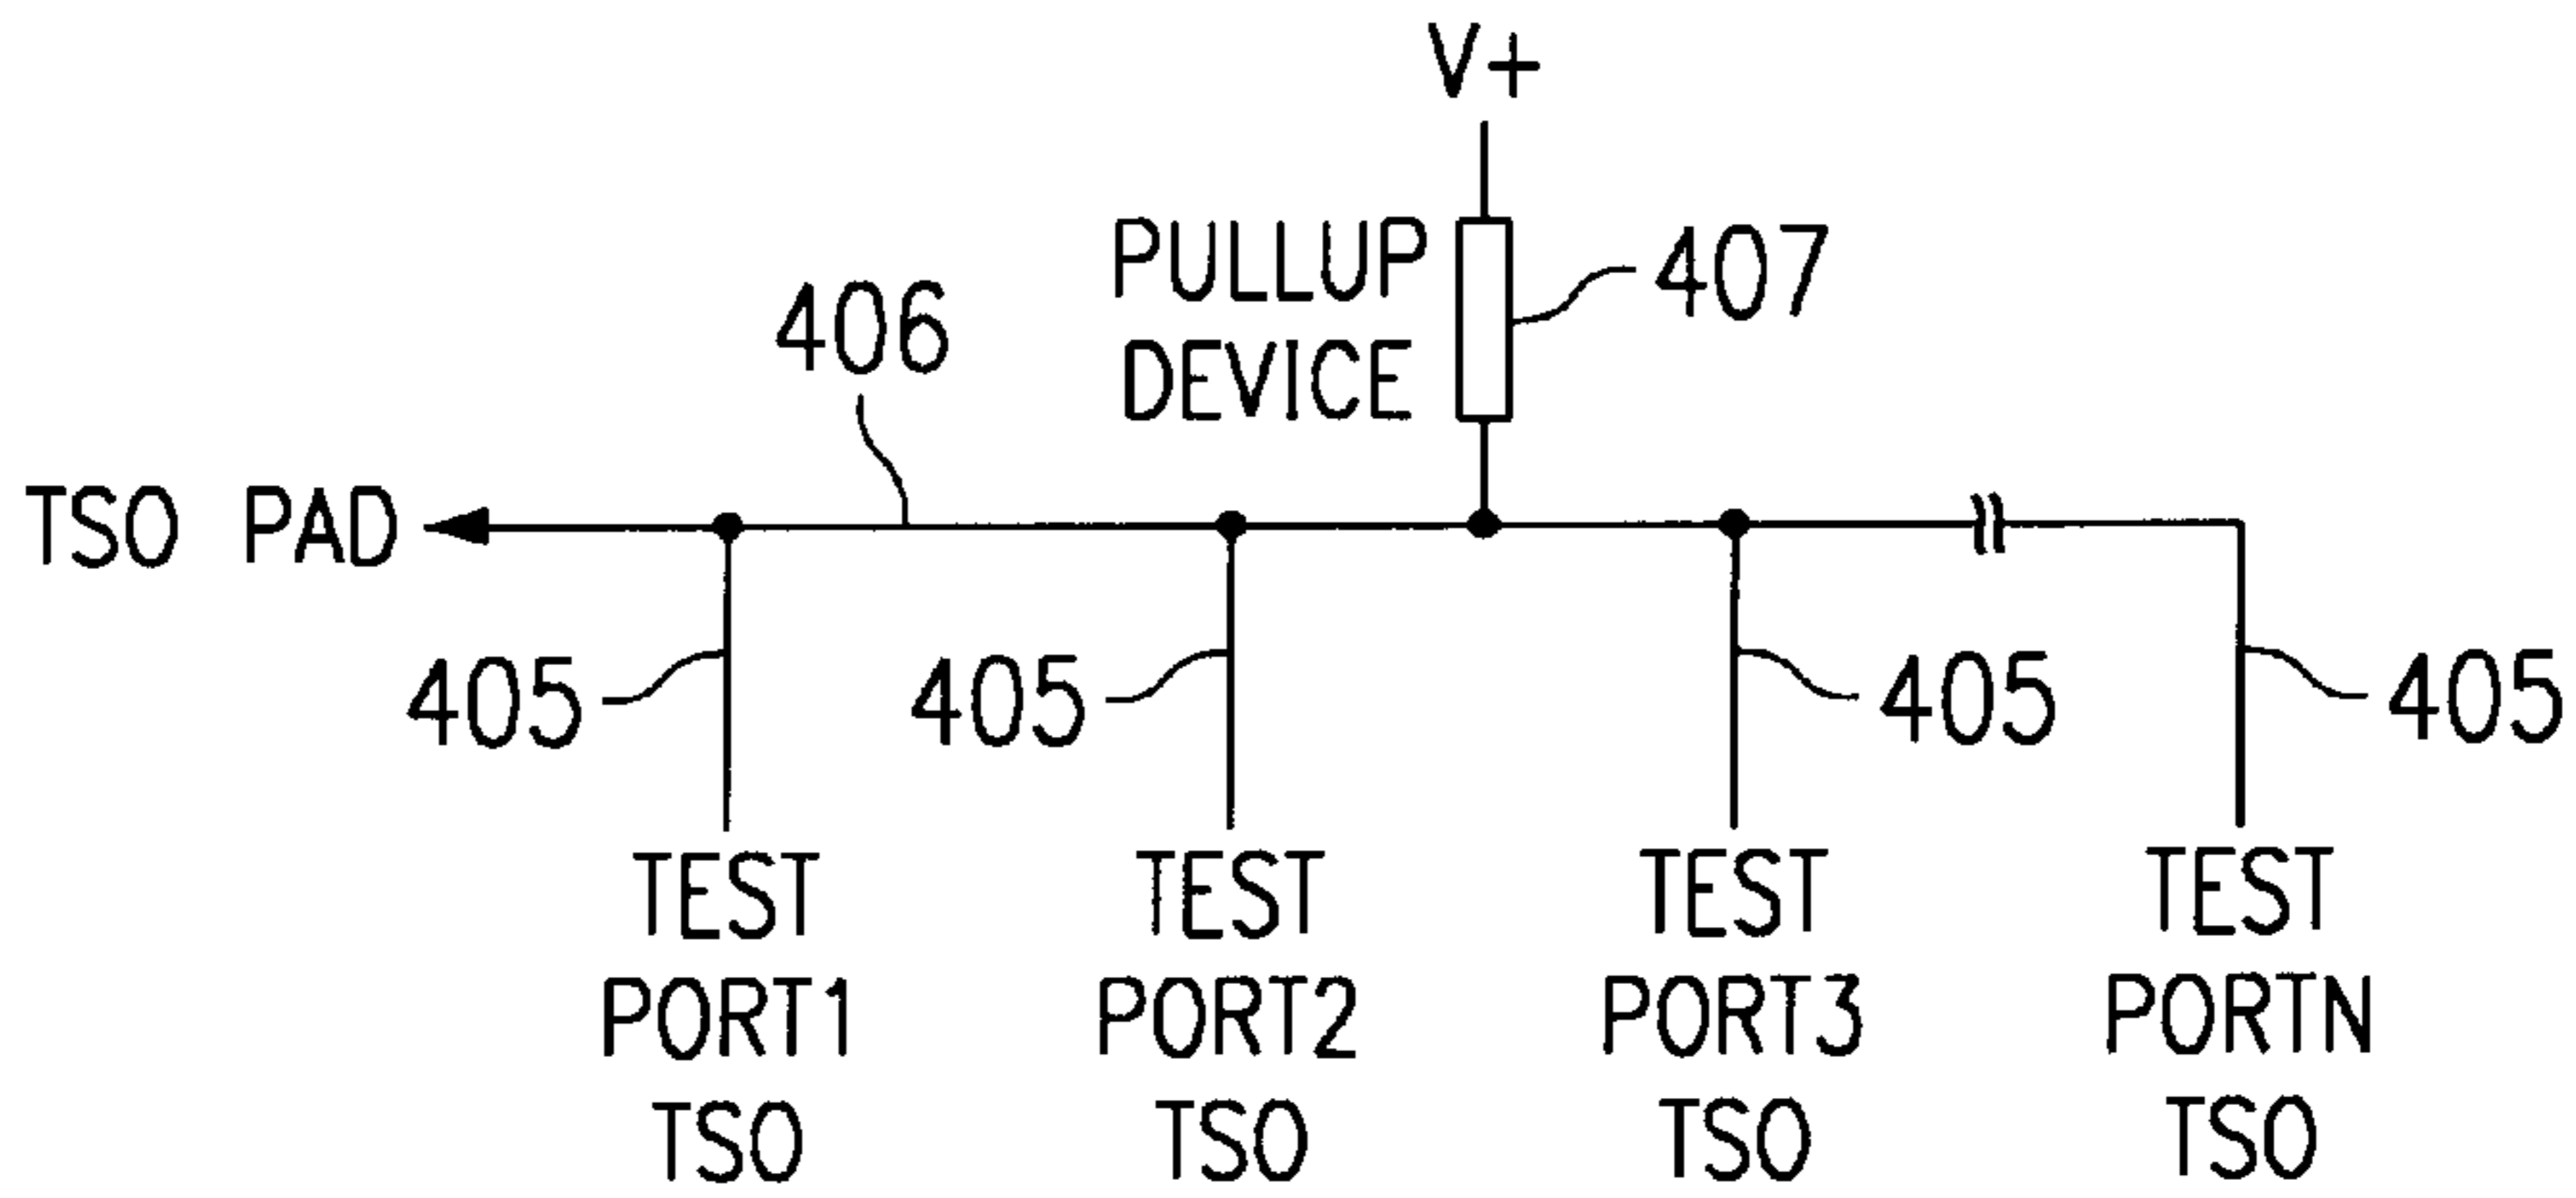 V+
PULLUP
DEVICE
407
406
TSO PAD
405
405
405
405
TEST
PORT1
TSO
TEST
PORT2
TSO
TEST
PORT3
TSO
TEST
PORTN
TSO